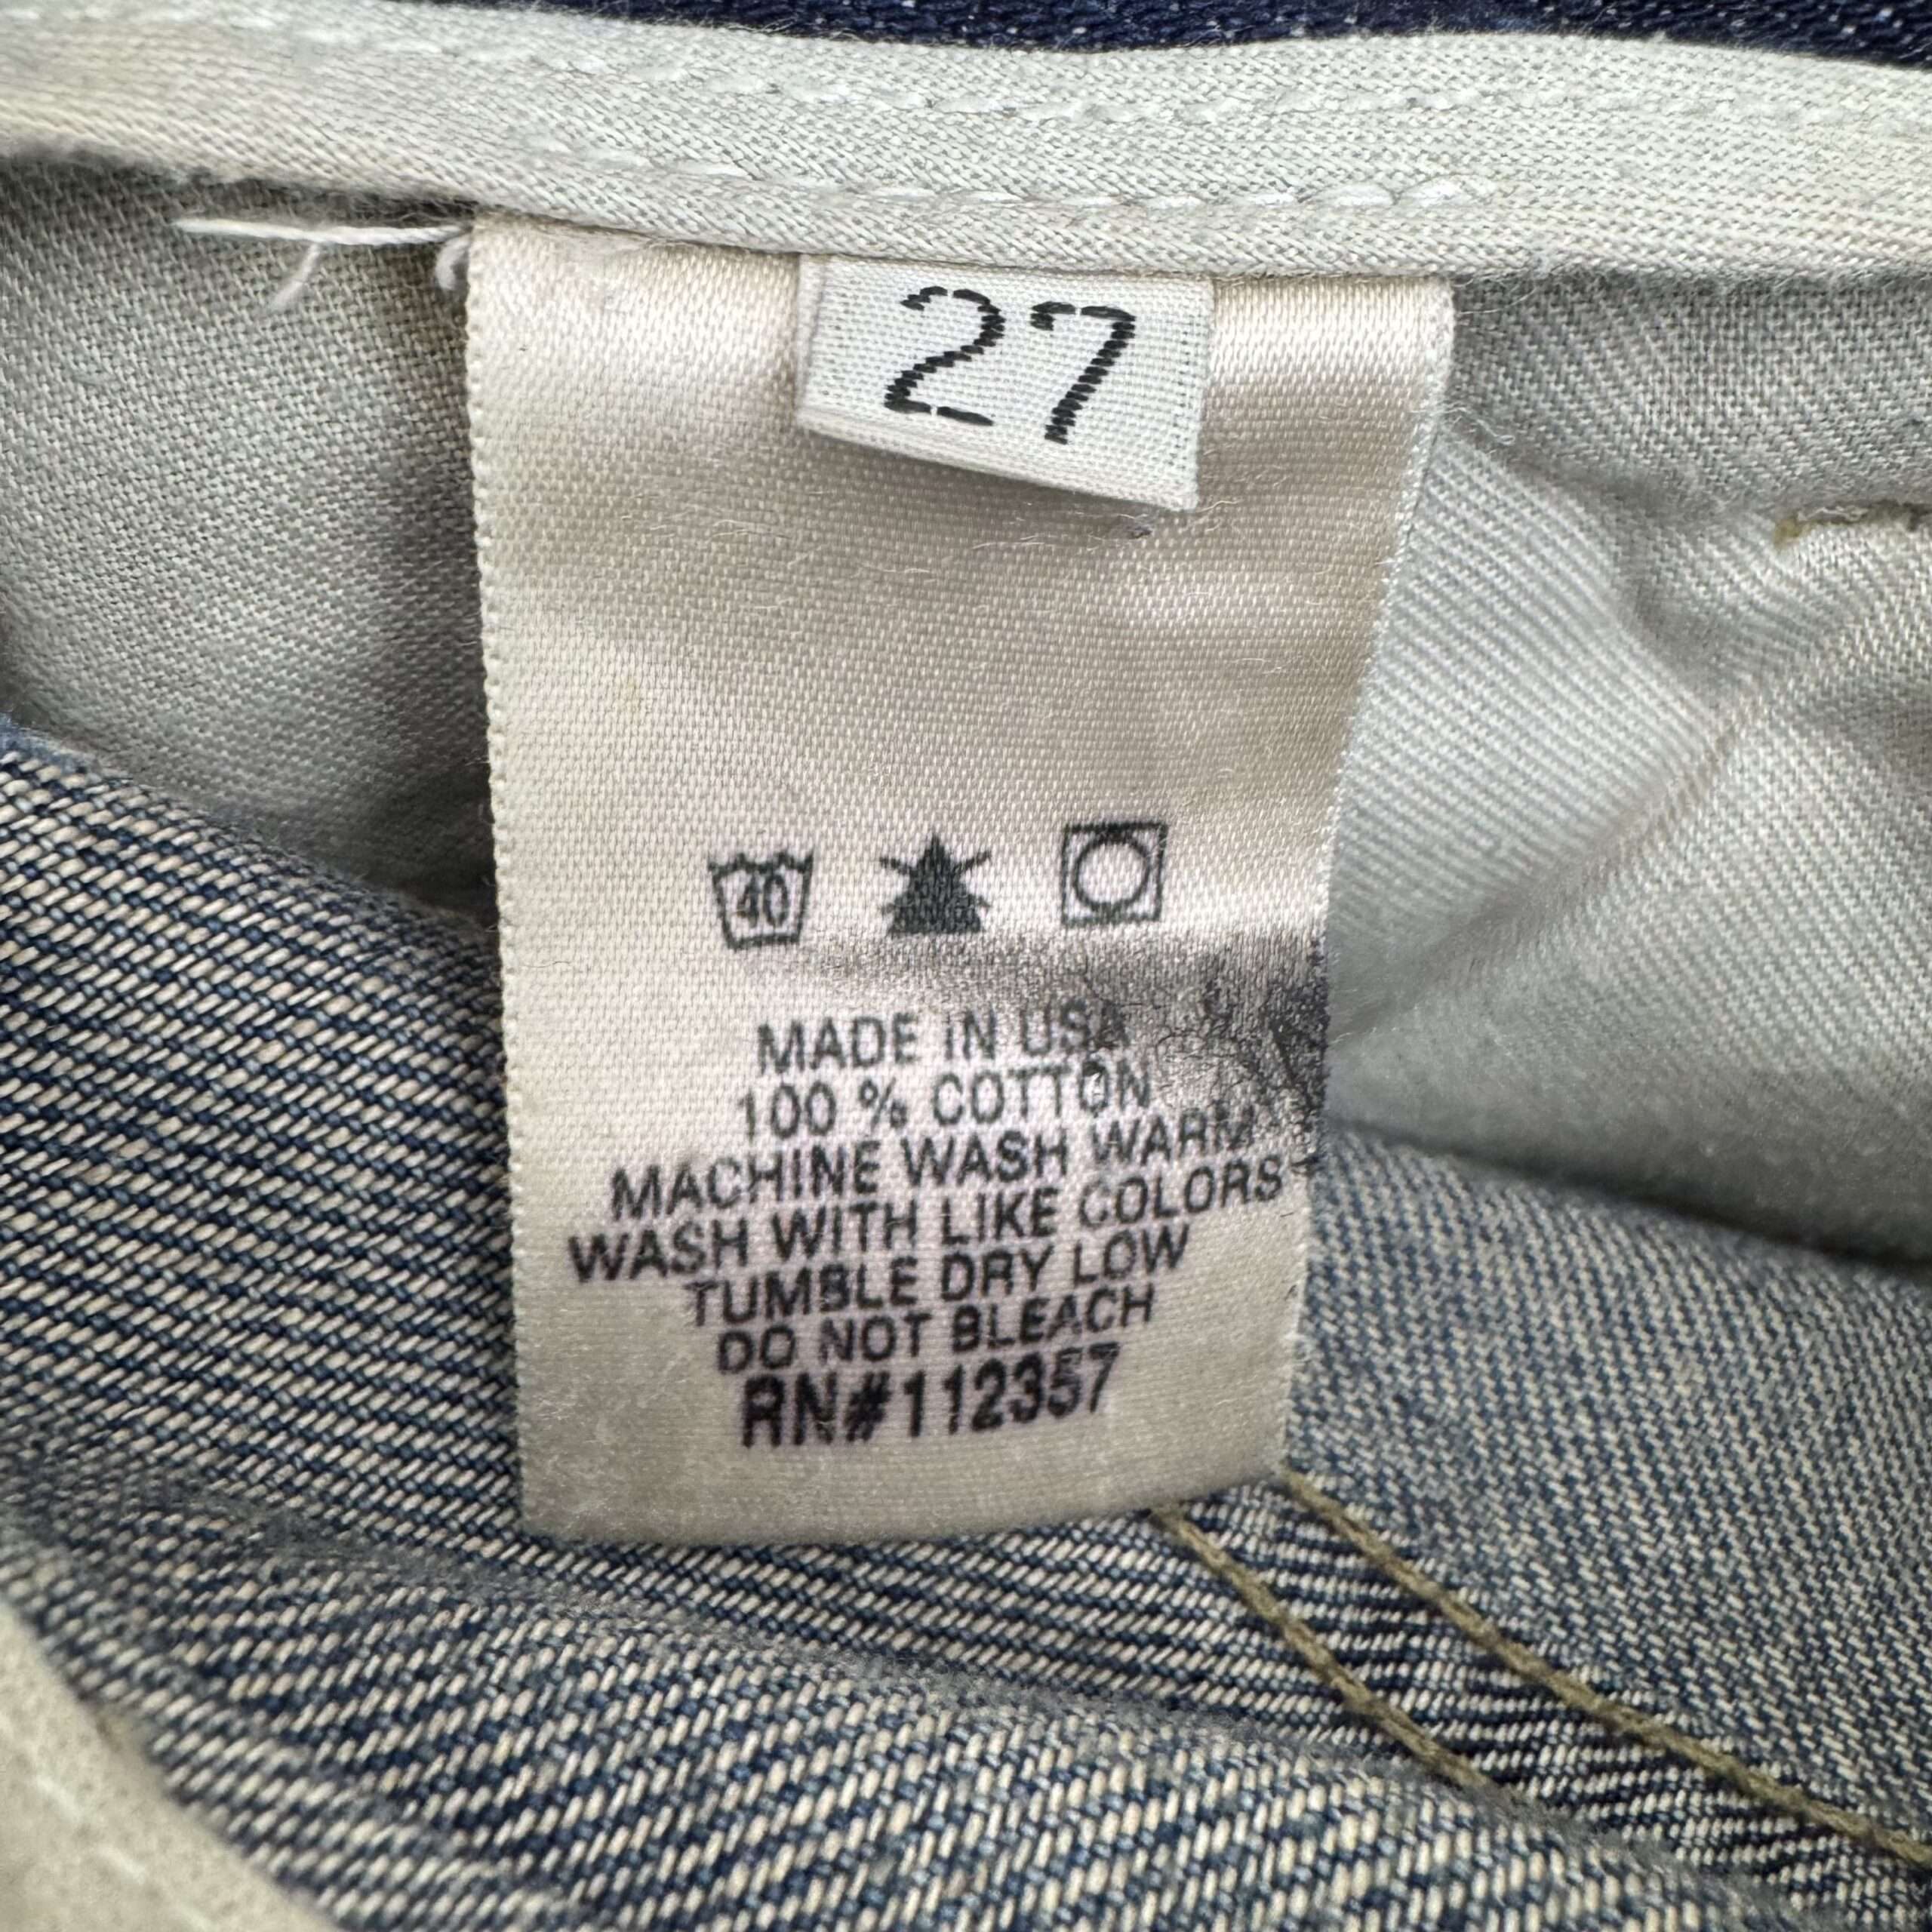 27
40
MADE IN USA
100 % COTTON
MACHINE WASH WARM
WASH WITH LIKE COLORS
TUMBLE DRY LOW
DO NOT BLEACH
RN#112357